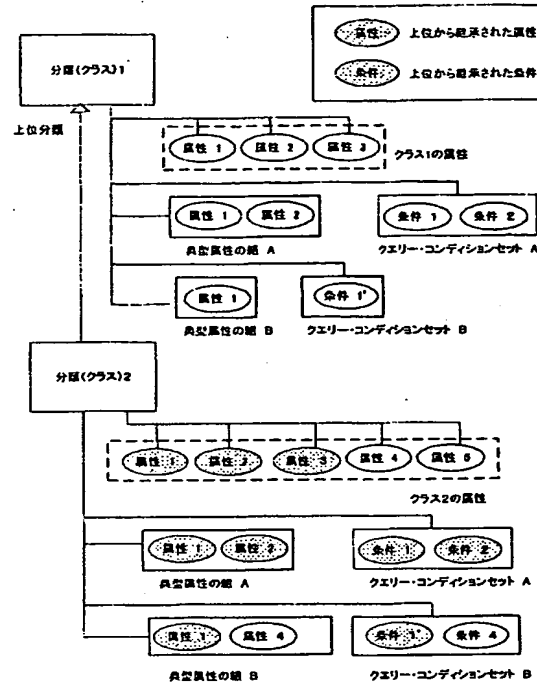 属性 上位から継承された属性
条件 上位から継承された条件
分類(クラス)1
上位分類
属性 1 属性 2 属性 3
クラス1の属性
属性 1 属性 2
条件 1 条件 2
典型属性の組 A
クエリー・コンディションセット A
属性 1
条件 1'
典型属性の組 B
クエリー・コンディションセット B
分類(クラス)2
属性 1 属性 2 属性 3 属性 4 属性 5
クラス2の属性
属性 1 属性 2
条件 1 条件 2
典型属性の組 A
クエリー・コンディションセット A
属性 1 属性 4
条件 1' 条件 4
典型属性の組 B
クエリー・コンディションセット B